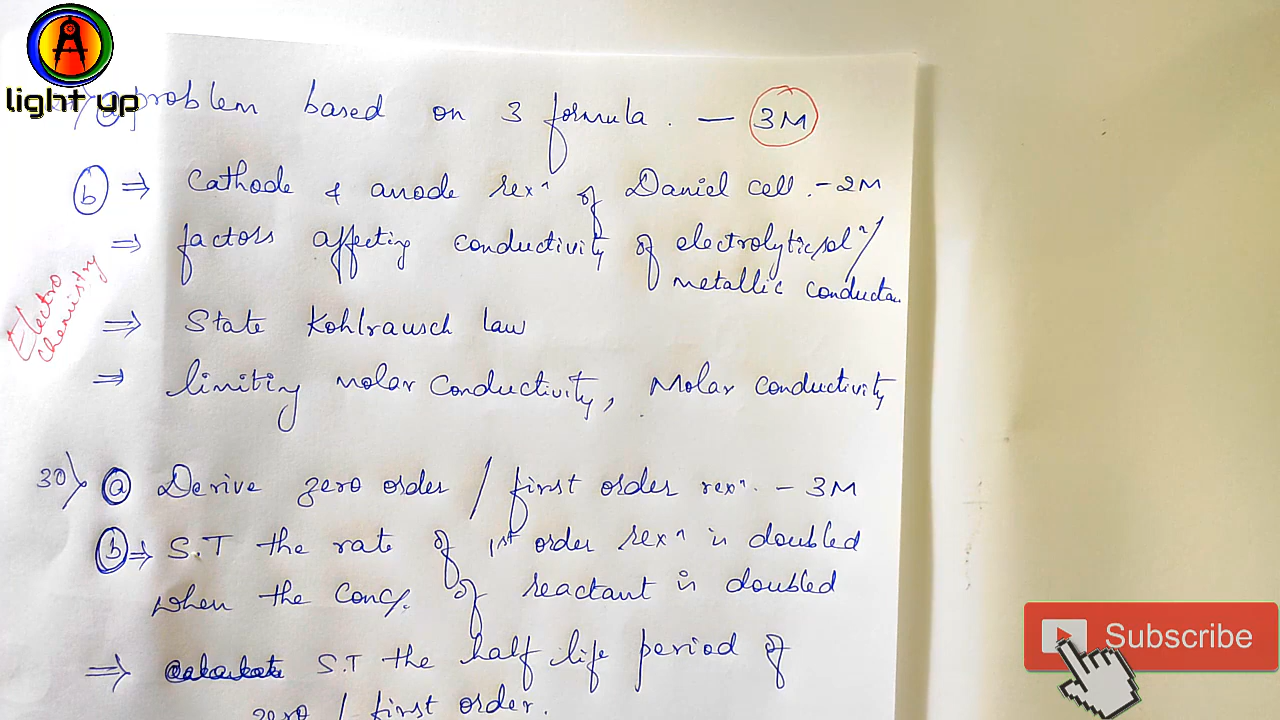 light up
a] problem based on 3 formula. — 3M
b ⇒ Cathode & anode rexⁿ of Daniel cell. - 2M
⇒ factors affecting conductivity of electrolytic solⁿ/
metallic conducta
Electro
chemistry
⇒ State Kohlrausch law
⇒ limiting molar conductivity, Molar conductivity
30) a Derive zero order / first order rexⁿ. - 3M
b ⇒ S.T the rate of 1st order rexⁿ is doubled
when the conc. of reactant is doubled
⇒ S.T the half life period of
zero / first order.
Subscribe